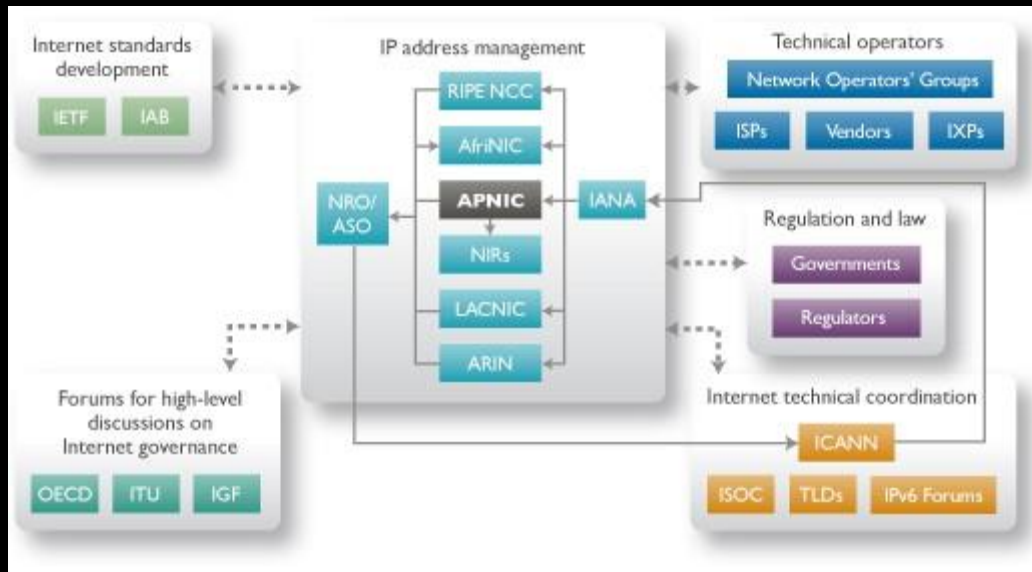 Internet standards
development
IETF IAB
IP address management
RIPE NCC
AfriNIC
APNIC
NIRs
LACNIC
ARIN
NRO/
ASO
IANA
Technical operators
Network Operators' Groups
ISPs Vendors IXPs
Regulation and law
Governments
Regulators
Forums for high-level
discussions on
Internet governance
OECD ITU IGF
Internet technical coordination
ICANN
ISOC TLDs IPv6 Forums